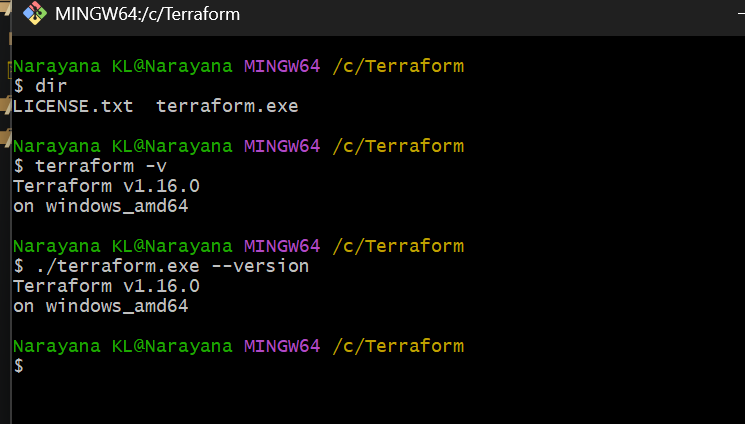 MINGW64:/c/Terraform
Narayana KL@Narayana MINGW64 /c/Terraform
$ dir
LICENSE.txt  terraform.exe
Narayana KL@Narayana MINGW64 /c/Terraform
$ terraform -v
Terraform v1.16.0
on windows_amd64
Narayana KL@Narayana MINGW64 /c/Terraform
$ ./terraform.exe --version
Terraform v1.16.0
on windows_amd64
Narayana KL@Narayana MINGW64 /c/Terraform
$